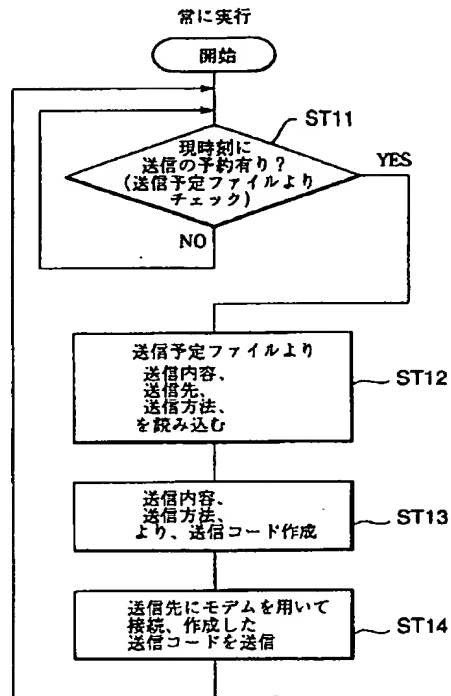 常に実行
開始
ST11
現時刻に
送信の予約有り?
(送信予定ファイルより
チェック)
YES
NO
送信予定ファイルより
送信内容、
送信先、
送信方法、
を読み込む
ST12
送信内容、
送信方法、
より、送信コード作成
ST13
送信先にモデムを用いて
接続、作成した
送信コードを送信
ST14